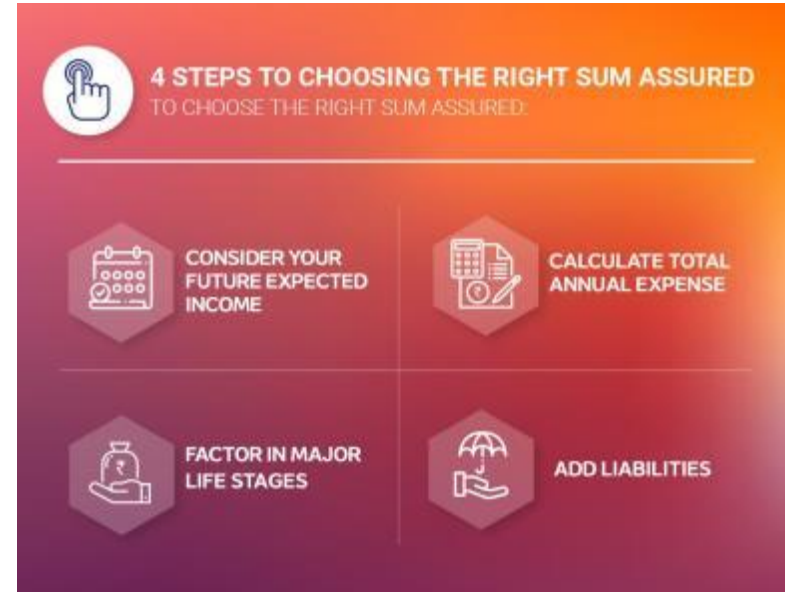 4 STEPS TO CHOOSING THE RIGHT SUM ASSURED
TO CHOOSE THE RIGHT SUM ASSURED:
CONSIDER YOUR
FUTURE EXPECTED
INCOME
CALCULATE TOTAL
ANNUAL EXPENSE
₹
FACTOR IN MAJOR
LIFE STAGES
₹
ADD LIABILITIES